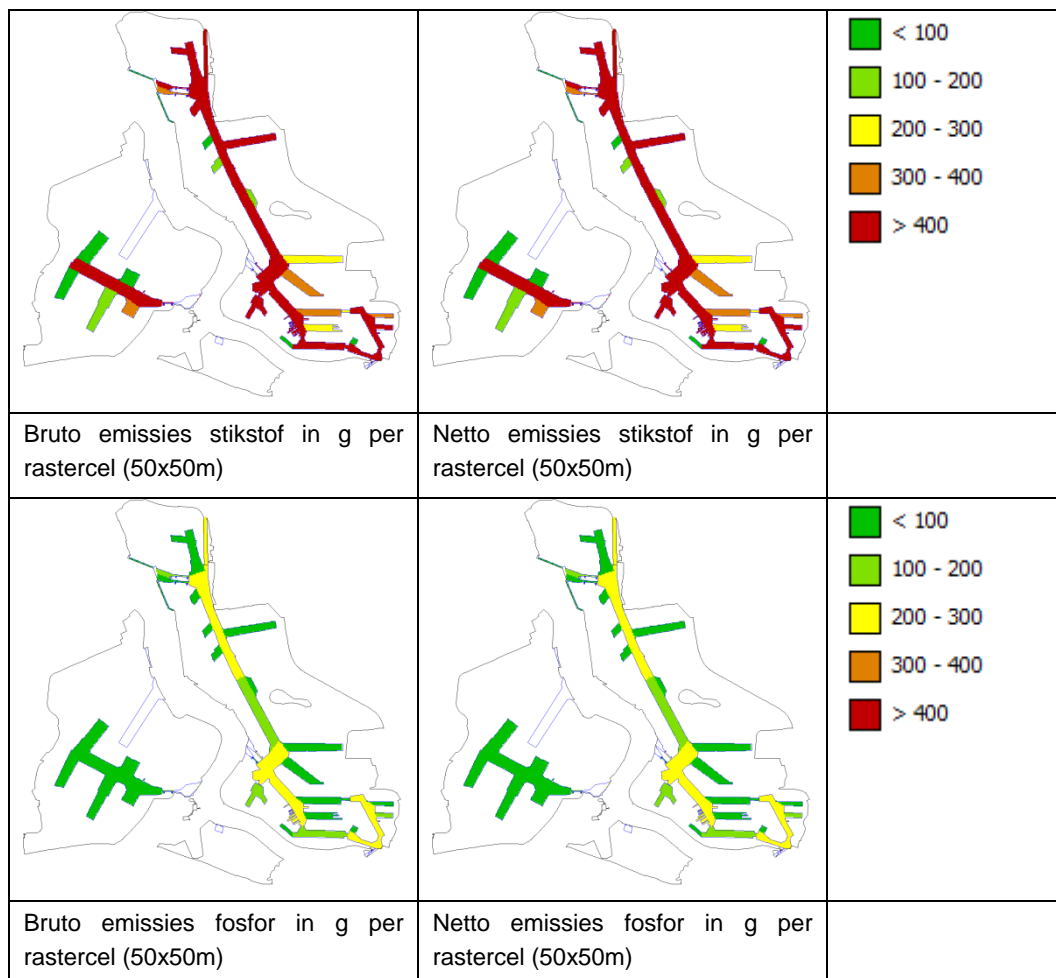 < 100
100 - 200
200 - 300
300 - 400
> 400
Bruto emissies stikstof in g per
rastercel (50x50m)
Netto emissies stikstof in g per
rastercel (50x50m)
< 100
100 - 200
200 - 300
300 - 400
> 400
Bruto emissies fosfor in g per
rastercel (50x50m)
Netto emissies fosfor in g per
rastercel (50x50m)